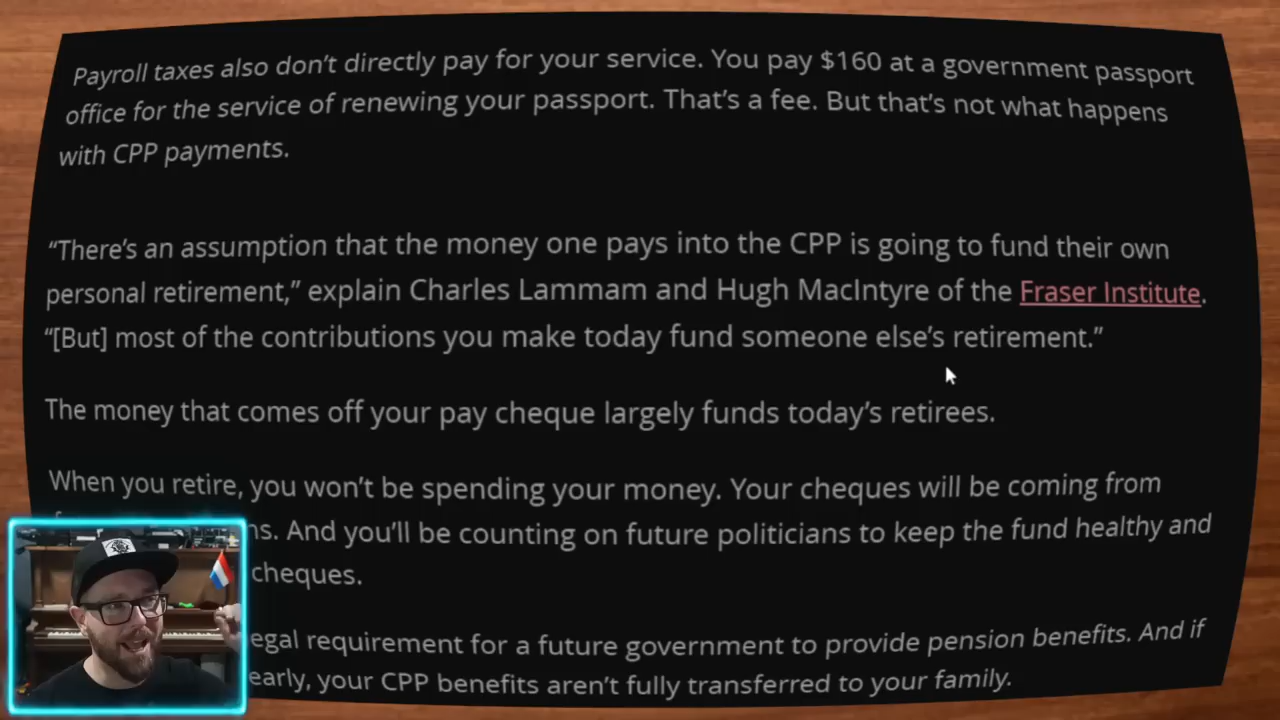 Payroll taxes also don't directly pay for your service. You pay $160 at a government passport
office for the service of renewing your passport. That's a fee. But that's not what happens
with CPP payments.
“There's an assumption that the money one pays into the CPP is going to fund their own
personal retirement,” explain Charles Lammam and Hugh MacIntyre of the Fraser Institute.
“[But] most of the contributions you make today fund someone else's retirement.”
The money that comes off your pay cheque largely funds today's retirees.
When you retire, you won't be spending your money. Your cheques will be coming from
And you'll be counting on future politicians to keep the fund healthy and
cheques.
requirement for a future government to provide pension benefits. And if
early, your CPP benefits aren't fully transferred to your family.